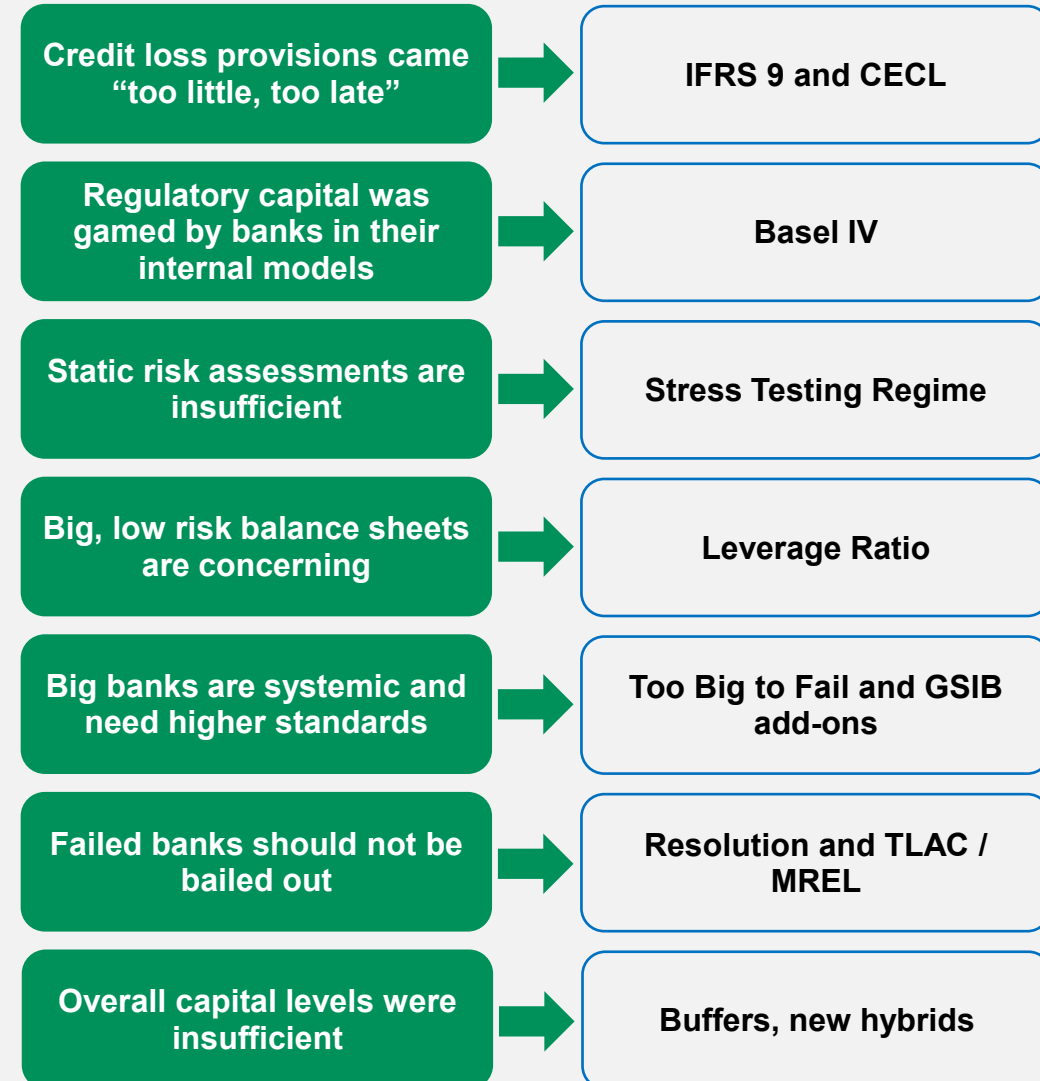 Credit loss provisions came
“too little, too late”
IFRS 9 and CECL
Regulatory capital was
gamed by banks in their
internal models
Basel IV
Static risk assessments are
insufficient
Stress Testing Regime
Big, low risk balance sheets
are concerning
Leverage Ratio
Big banks are systemic and
need higher standards
Too Big to Fail and GSIB
add-ons
Failed banks should not be
bailed out
Resolution and TLAC /
MREL
Overall capital levels were
insufficient
Buffers, new hybrids